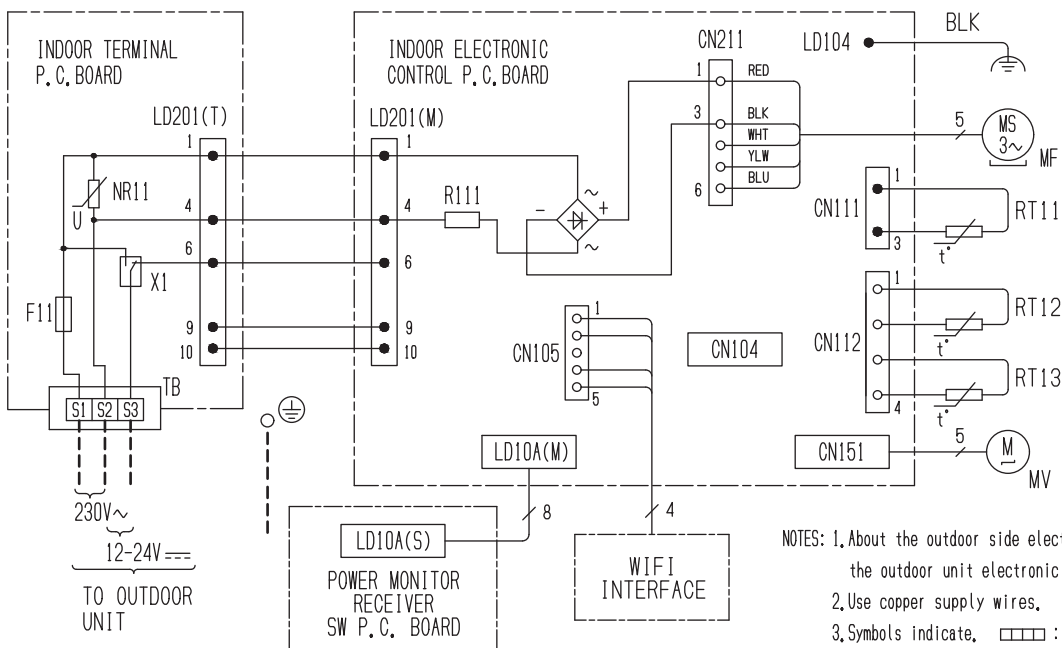 INDOOR TERMINAL
P.C.BOARD
LD201(T)
1
NR11
U
4
6
X1
F11
9
10
TB
S1 S2 S3
230V~
12-24V
TO OUTDOOR
UNIT
INDOOR ELECTRONIC
CONTROL P.C.BOARD
LD201(M)
1
4
6
9
10
R111
~
- +
~
CN211
1
RED
3
BLK
WHT
YLW
6
BLU
LD104
BLK
5
MS
3~
MF
CN111
1
3
RT11
t°
CN112
1
4
RT12
t°
RT13
t°
CN105
1
5
CN104
CN151
5
M
MV
LD10A(M)
8
4
LD10A(S)
POWER MONITOR
RECEIVER
SW P.C. BOARD
WIFI
INTERFACE
NOTES: 1.About the outdoor side elect
the outdoor unit electronic
2.Use copper supply wires.
3.Symbols indicate. :